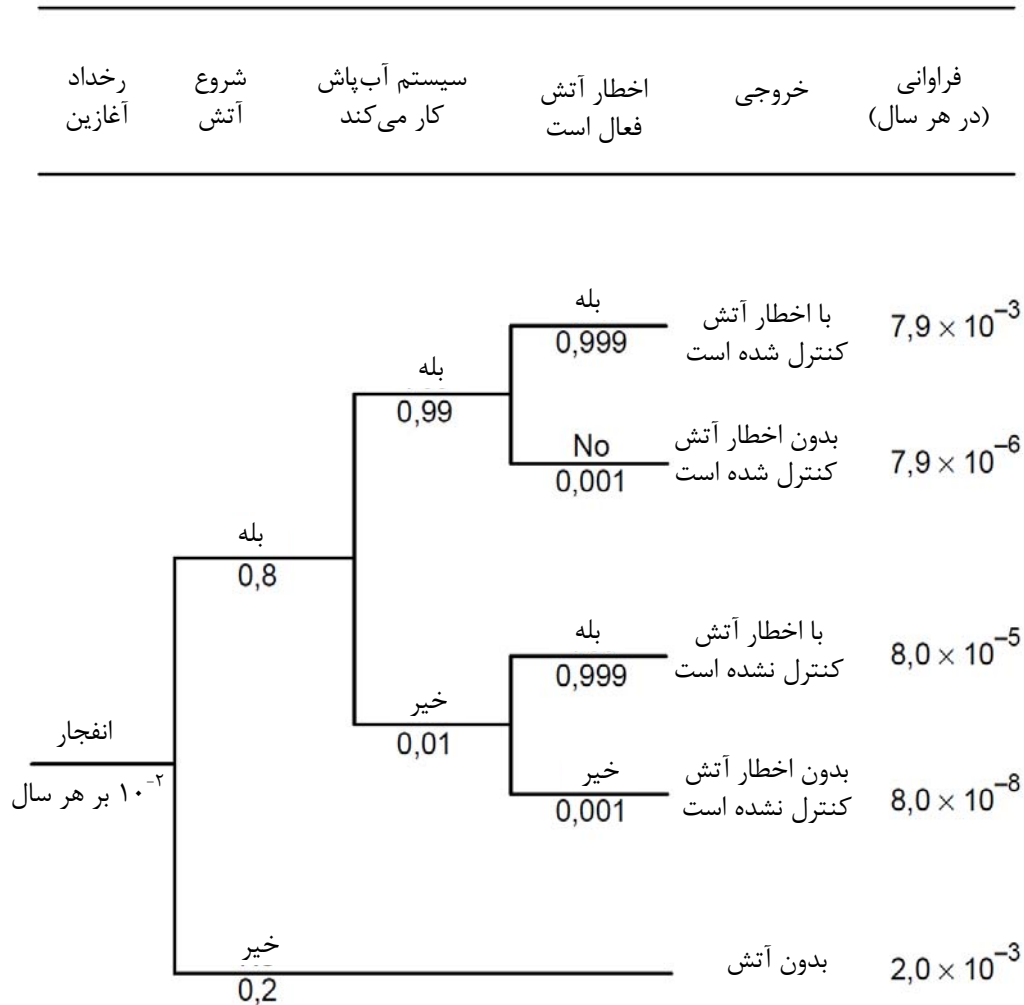 رخداد
آغازین
شروع
آتش
سیستم آب‌پاش
کار می‌کند
اخطار آتش
فعال است
خروجی
فراوانی
(در هر سال)
بله
0,999
با اخطار آتش
کنترل شده است
7,9 × 10⁻³
بله
0,99
No
0,001
بدون اخطار آتش
کنترل شده است
7,9 × 10⁻⁶
بله
0,8
بله
0,999
با اخطار آتش
کنترل نشده است
8,0 × 10⁻⁵
خیر
0,01
انفجار
۱۰⁻² بر هر سال
خیر
0,001
بدون اخطار آتش
کنترل نشده است
8,0 × 10⁻⁸
خیر
0,2
بدون آتش
2,0 × 10⁻³